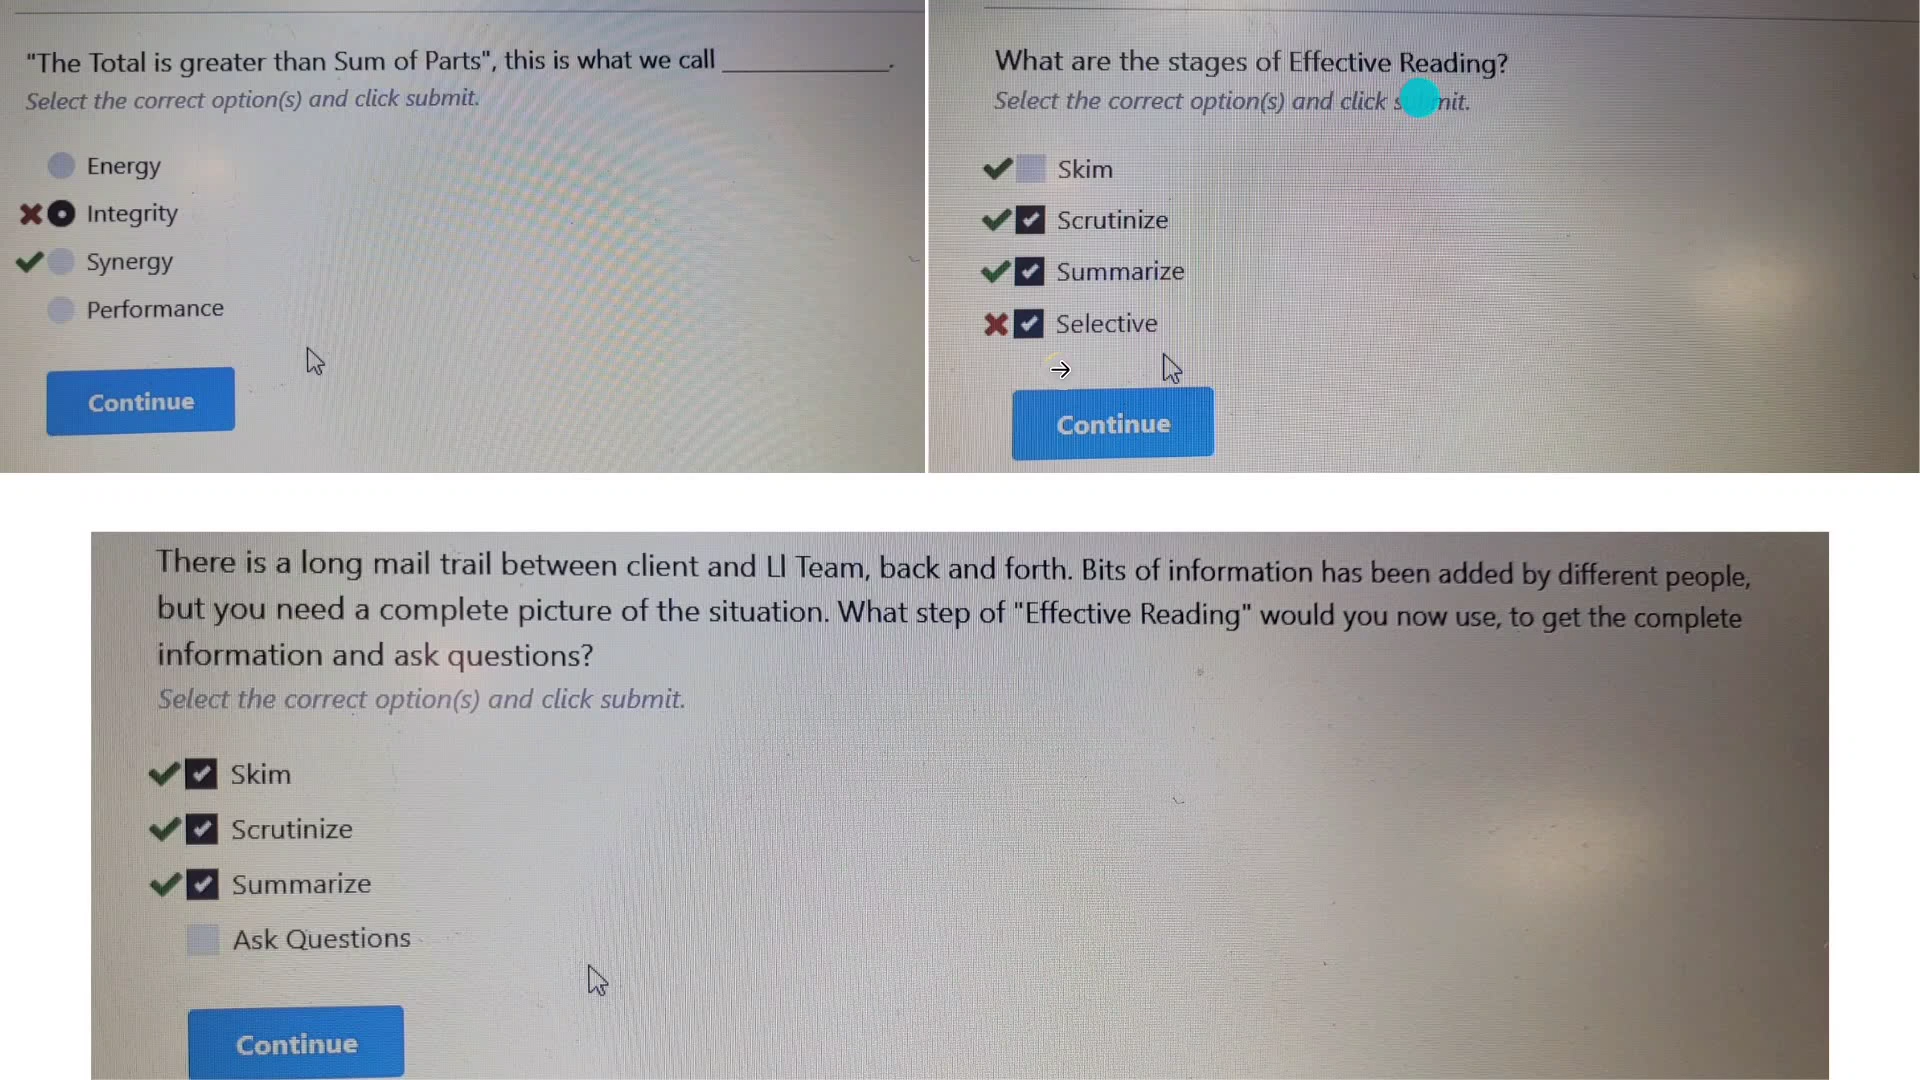 "The Total is greater than Sum of Parts", this is what we call ____________.
Select the correct option(s) and click submit.
Energy
Integrity
Synergy
Performance
Continue
What are the stages of Effective Reading?
Select the correct option(s) and click submit.
Skim
Scrutinize
Summarize
Selective
Continue
There is a long mail trail between client and LI Team, back and forth. Bits of information has been added by different people,
but you need a complete picture of the situation. What step of "Effective Reading" would you now use, to get the complete
information and ask questions?
Select the correct option(s) and click submit.
Skim
Scrutinize
Summarize
Ask Questions
Continue